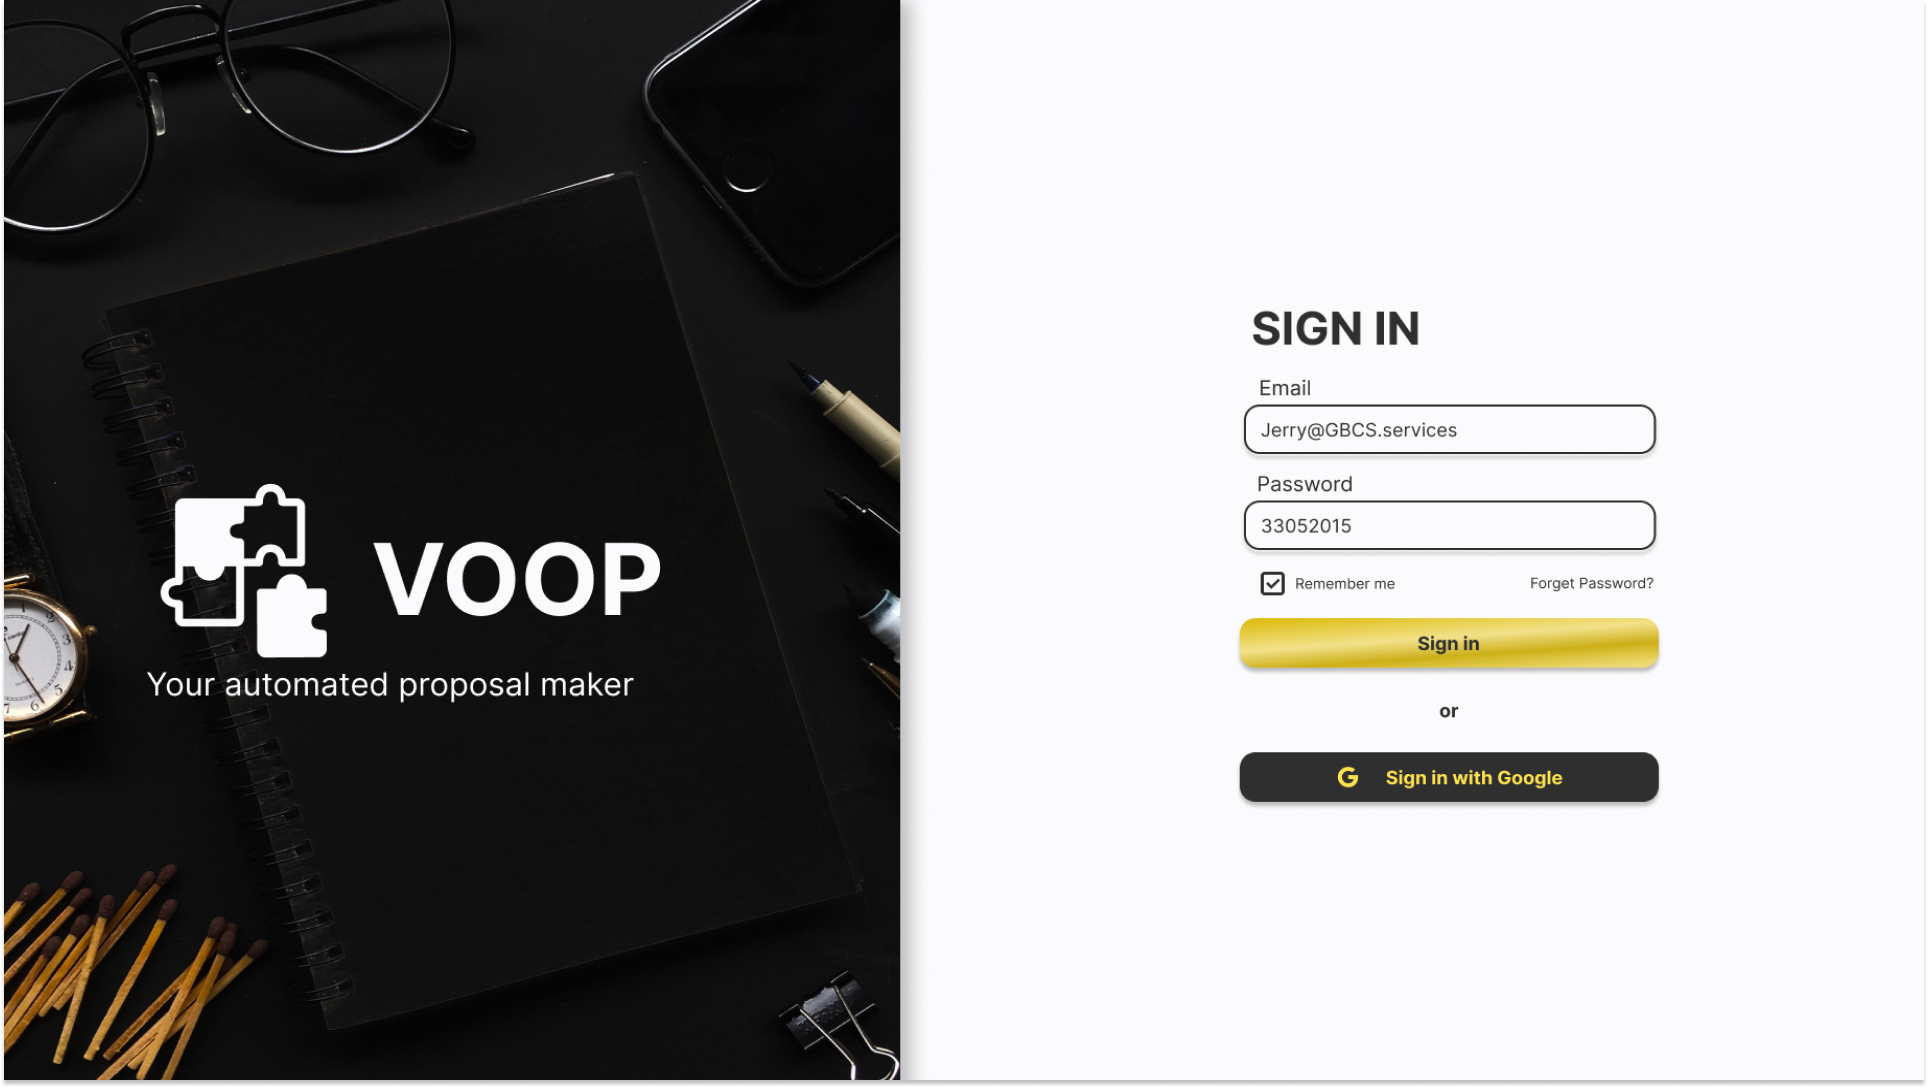 VOOP
Your automated proposal maker
SIGN IN
Email
Jerry@GBCS.services
Password
33052015
Remember me
Forget Password?
Sign in
or
G Sign in with Google